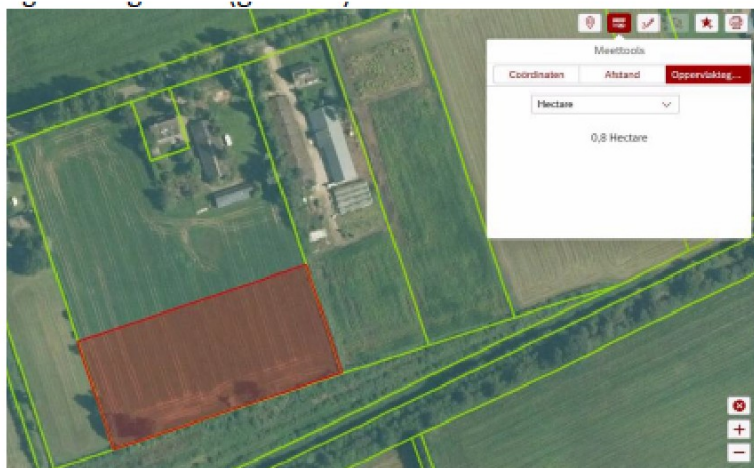 Meettools
Coördinaten
Afstand
Oppervlakteg...
Hectare
0,8 Hectare